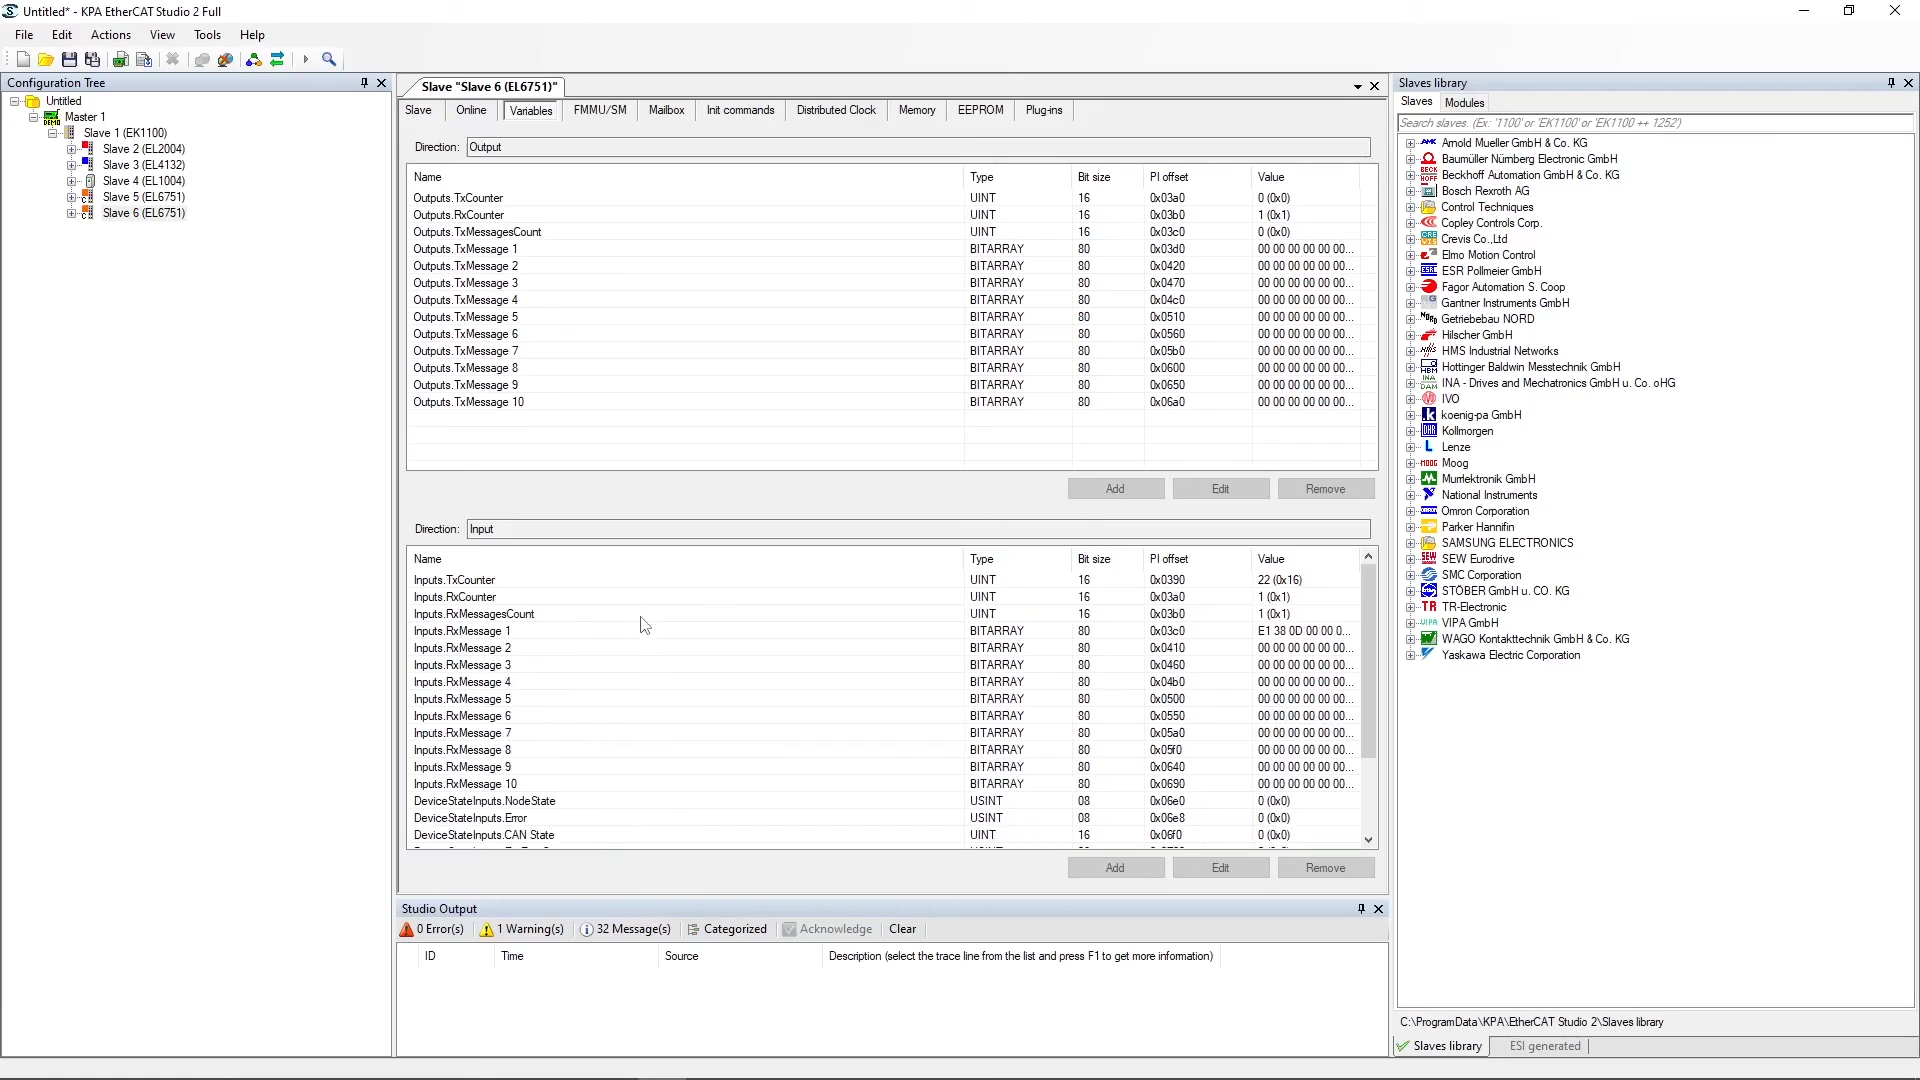 Untitled* - KPA EtherCAT Studio 2 Full
File Edit Actions View Tools Help
Configuration Tree
Untitled
Master 1
DEMO
Slave 1 (EK1100)
Slave 2 (EL2004)
Slave 3 (EL4132)
Slave 4 (EL1004)
Slave 5 (EL6751)
Slave 6 (EL6751)
Slave "Slave 6 (EL6751)"
Slave Online Variables FMMU/SM Mailbox Init commands Distributed Clock Memory EEPROM Plug-ins
Direction: Output
Name Type Bit size PI offset Value
Outputs.TxCounter UINT 16 0x03a0 0 (0x0)
Outputs.RxCounter UINT 16 0x03b0 1 (0x1)
Outputs.TxMessagesCount UINT 16 0x03c0 0 (0x0)
Outputs.TxMessage 1 BITARRAY 80 0x03d0 00 00 00 00 00 00...
Outputs.TxMessage 2 BITARRAY 80 0x0420 00 00 00 00 00 00...
Outputs.TxMessage 3 BITARRAY 80 0x0470 00 00 00 00 00 00...
Outputs.TxMessage 4 BITARRAY 80 0x04c0 00 00 00 00 00 00...
Outputs.TxMessage 5 BITARRAY 80 0x0510 00 00 00 00 00 00...
Outputs.TxMessage 6 BITARRAY 80 0x0560 00 00 00 00 00 00...
Outputs.TxMessage 7 BITARRAY 80 0x05b0 00 00 00 00 00 00...
Outputs.TxMessage 8 BITARRAY 80 0x0600 00 00 00 00 00 00...
Outputs.TxMessage 9 BITARRAY 80 0x0650 00 00 00 00 00 00...
Outputs.TxMessage 10 BITARRAY 80 0x06a0 00 00 00 00 00 00...
Add Edit Remove
Direction: Input
Name Type Bit size PI offset Value
Inputs.TxCounter UINT 16 0x0390 22 (0x16)
Inputs.RxCounter UINT 16 0x03a0 1 (0x1)
Inputs.RxMessagesCount UINT 16 0x03b0 1 (0x1)
Inputs.RxMessage 1 BITARRAY 80 0x03c0 E1 38 0D 00 00 0...
Inputs.RxMessage 2 BITARRAY 80 0x0410 00 00 00 00 00 00...
Inputs.RxMessage 3 BITARRAY 80 0x0460 00 00 00 00 00 00...
Inputs.RxMessage 4 BITARRAY 80 0x04b0 00 00 00 00 00 00...
Inputs.RxMessage 5 BITARRAY 80 0x0500 00 00 00 00 00 00...
Inputs.RxMessage 6 BITARRAY 80 0x0550 00 00 00 00 00 00...
Inputs.RxMessage 7 BITARRAY 80 0x05a0 00 00 00 00 00 00...
Inputs.RxMessage 8 BITARRAY 80 0x05f0 00 00 00 00 00 00...
Inputs.RxMessage 9 BITARRAY 80 0x0640 00 00 00 00 00 00...
Inputs.RxMessage 10 BITARRAY 80 0x0690 00 00 00 00 00 00...
DeviceStateInputs.NodeState USINT 08 0x06e0 0 (0x0)
DeviceStateInputs.Error USINT 08 0x06e8 0 (0x0)
DeviceStateInputs.CAN State UINT 16 0x06f0 0 (0x0)
Add Edit Remove
Studio Output
0 Error(s) 1 Warning(s) 32 Message(s) Categorized Acknowledge Clear
ID Time Source Description (select the trace line from the list and press F1 to get more information)
Slaves library
Slaves Modules
Search slaves. (Ex: '1100' or 'EK1100' or 'EK1100 ++ 1252')
Arnold Mueller GmbH & Co. KG
Baumüller Nürnberg Electronic GmbH
Beckhoff Automation GmbH & Co. KG
Bosch Rexroth AG
Control Techniques
Copley Controls Corp.
Crevis Co.,Ltd
Elmo Motion Control
ESR Pollmeier GmbH
Fagor Automation S. Coop
Gantner Instruments GmbH
Getriebebau NORD
Hilscher GmbH
HMS Industrial Networks
Hottinger Baldwin Messtechnik GmbH
INA - Drives and Mechatronics GmbH u. Co. oHG
IVO
koenig-pa GmbH
Kollmorgen
Lenze
Moog
Murrlektronik GmbH
National Instruments
Omron Corporation
Parker Hannifin
SAMSUNG ELECTRONICS
SEW Eurodrive
SMC Corporation
STÖBER GmbH u. CO. KG
TR-Electronic
VIPA GmbH
WAGO Kontakttechnik GmbH & Co. KG
Yaskawa Electric Corporation
C:\ProgramData\KPA\EtherCAT Studio 2\Slaves library
Slaves library ESI generated